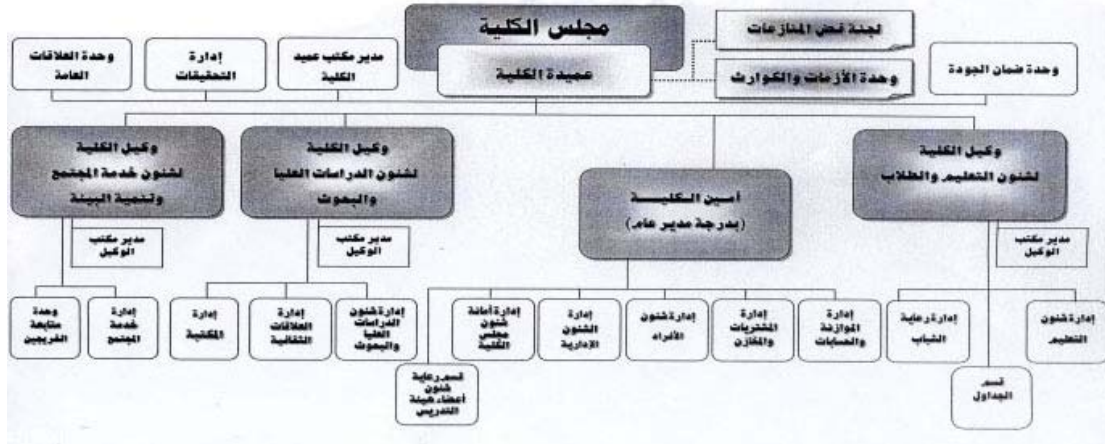 مجلس الكلية
عميدة الكلية
لجنة فض المنازعات
وحدة الأزمات والكوارث
وحدة ضمان الجودة
مدير مكتب عميد
الكلية
إدارة
التحقيقات
وحدة العلاقات
العامة
وكيل الكلية
لشئون التعليم والطلاب
أمين الكليـــــة
(بدرجة مدير عام)
وكيل الكلية
لشئون الدراسات العليا
والبحوث
وكيل الكلية
لشئون خدمة المجتمع
وتنمية البيئة
مدير مكتب
الوكيل
مدير مكتب
الوكيل
مدير مكتب
الوكيل
إدارة شئون
التعليم
إدارة رعاية
الشباب
قسم
الجداول
إدارة
الموازنة
والحسابات
إدارة
المشتريات
والمخازن
إدارة شئون
الأفراد
إدارة
الشئون
الإدارية
إدارة أمانة
شئون
مجلس
الكلية
قسم رعاية
شئون
أعضاء هيئة
التدريس
إدارة شئون
الدراسات
العليا
والبحوث
إدارة
العلاقات
الثقافية
إدارة
المكتبة
إدارة
خدمة
المجتمع
وحدة
متابعة
الخريجين